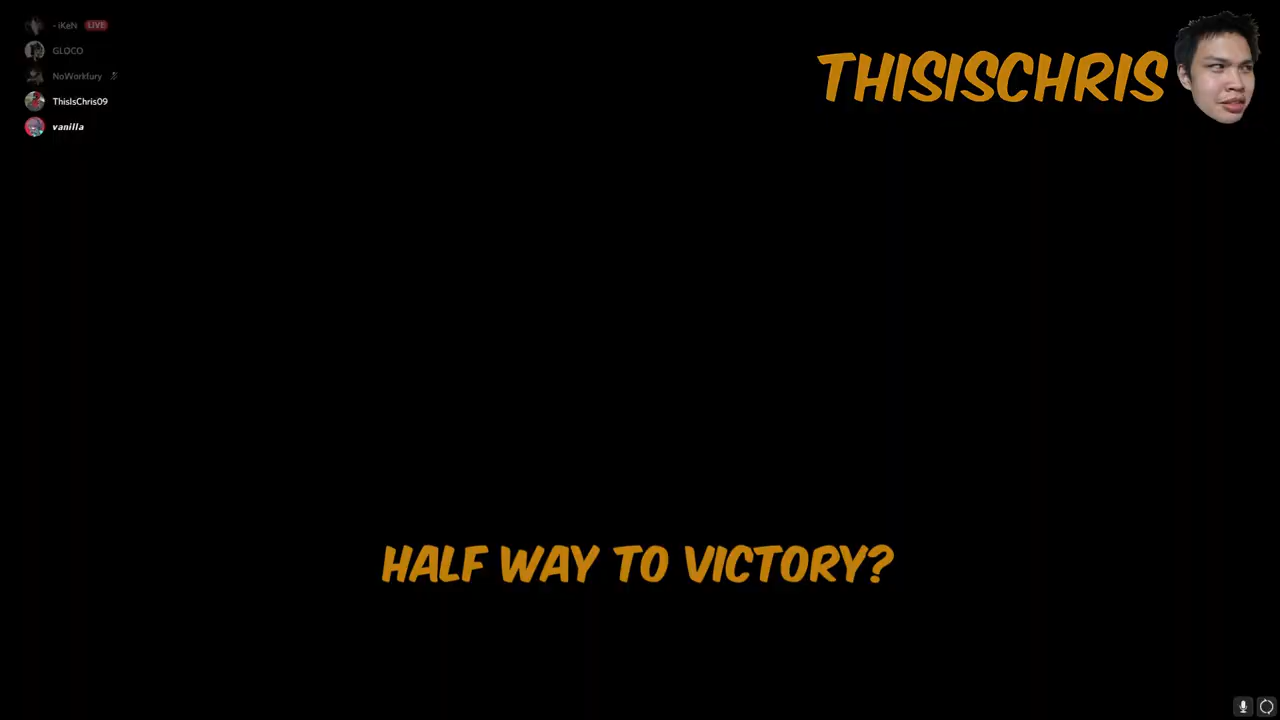 - iKeN LIVE
GLOCO
NoWorkfury
ThisIsChris09
vanilla
THISISCHRIS
HALF WAY TO VICTORY?